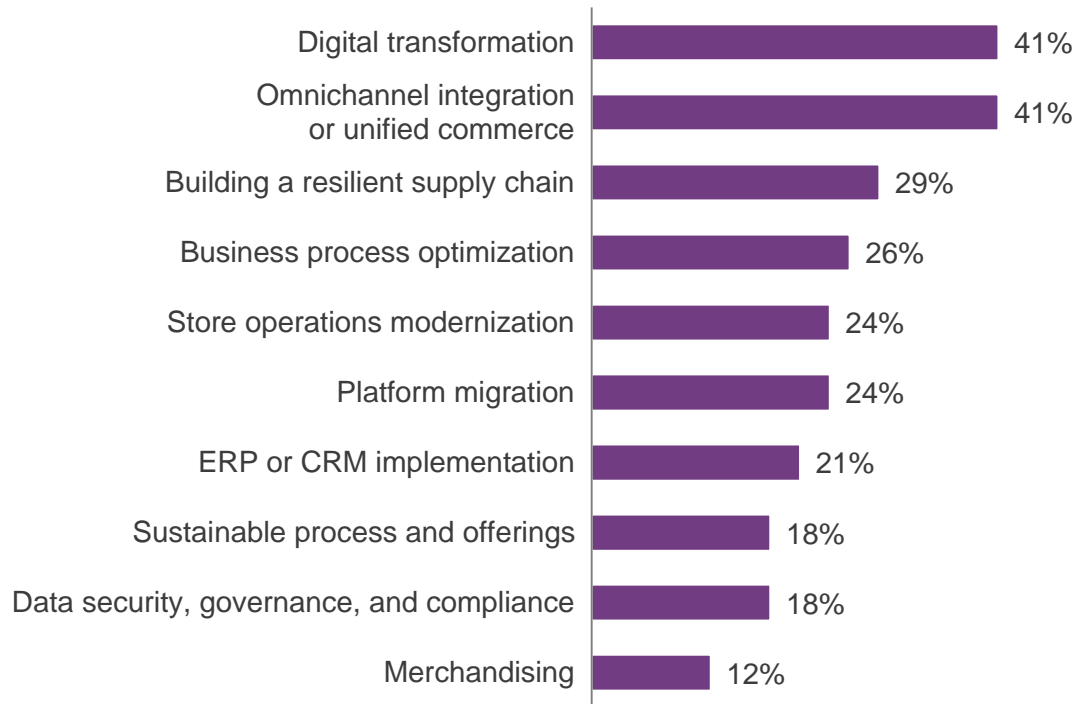 Digital transformation 41%
Omnichannel integration
or unified commerce 41%
Building a resilient supply chain 29%
Business process optimization 26%
Store operations modernization 24%
Platform migration 24%
ERP or CRM implementation 21%
Sustainable process and offerings 18%
Data security, governance, and compliance 18%
Merchandising 12%